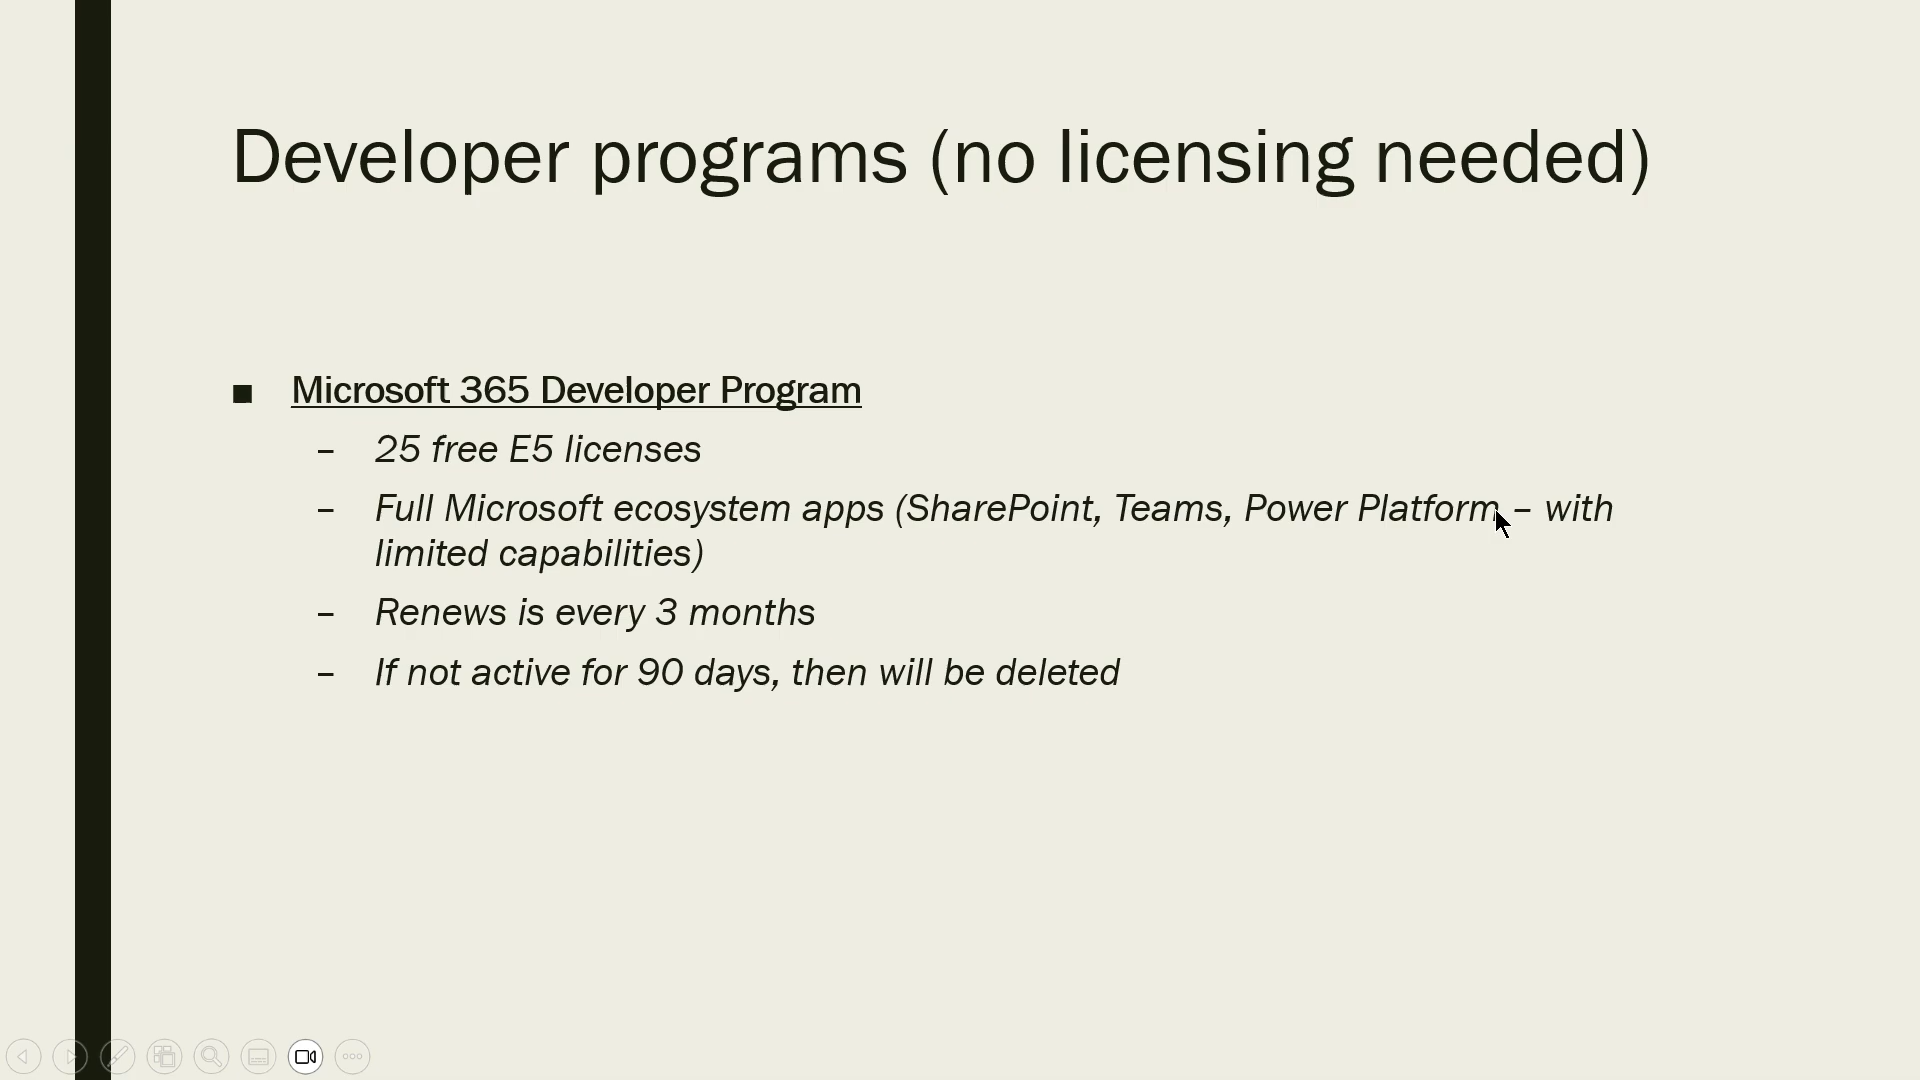 Developer programs (no licensing needed)
■ Microsoft 365 Developer Program
– 25 free E5 licenses
– Full Microsoft ecosystem apps (SharePoint, Teams, Power Platform – with
limited capabilities)
– Renews is every 3 months
– If not active for 90 days, then will be deleted